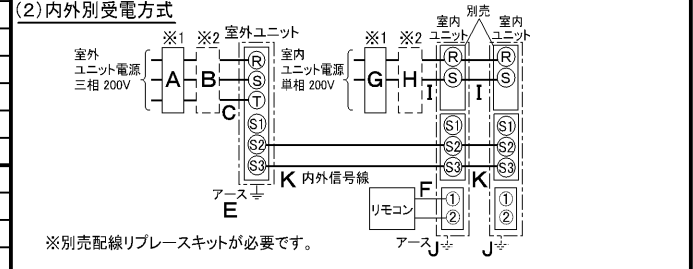 (2)内外別受電方式
※1 ※2 室外ユニット
室外
ユニット電源
三相 200V
A B C
R
S
T
S1
S2
S3
アース
E
※1 ※2
室内
ユニット電源
単相 200V
G H I I
室内
ユニット
別売
室内
ユニット
R R
S S
S1 S1
S2 S2
S3 S3
K 内外信号線 K
リモコン
F
① ①
② ②
アース J J
※別売配線リプレースキットが必要です。